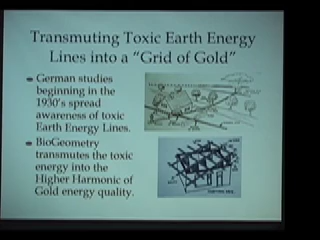 Transmuting Toxic Earth Energy
Lines into a “Grid of Gold”
German studies
beginning in the
1930's spread
awareness of toxic
Earth Energy Lines.
BioGeometry
transmutes the toxic
energy into the
Higher Harmonic of
Gold energy quality.